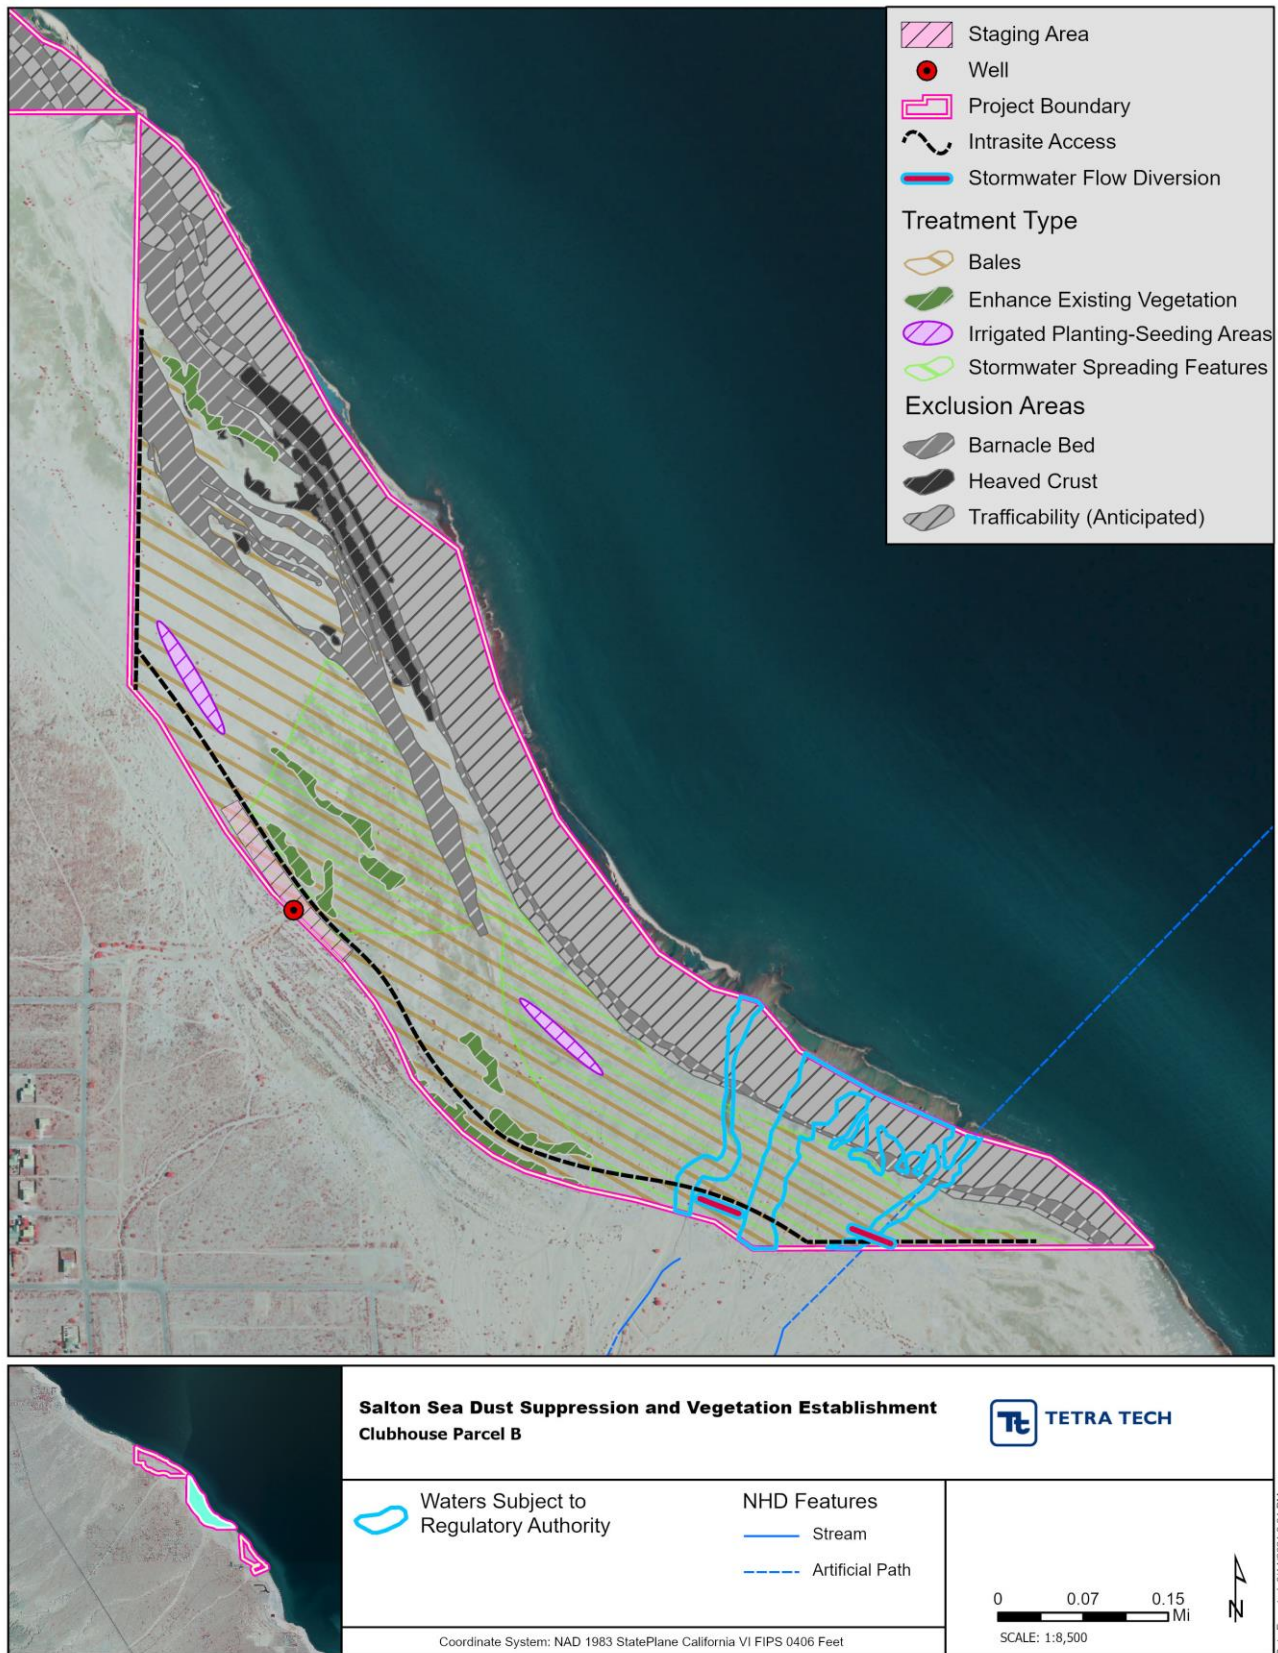 Staging Area
Well
Project Boundary
Intrasite Access
Stormwater Flow Diversion
Treatment Type
Bales
Enhance Existing Vegetation
Irrigated Planting-Seeding Areas
Stormwater Spreading Features
Exclusion Areas
Barnacle Bed
Heaved Crust
Trafficability (Anticipated)
Salton Sea Dust Suppression and Vegetation Establishment
Clubhouse Parcel B
Tt TETRA TECH
Waters Subject to
Regulatory Authority
NHD Features
Stream
Artificial Path
0 0.07 0.15
Mi
SCALE: 1:8,500
N
Coordinate System: NAD 1983 StatePlane California VI FIPS 0406 Feet